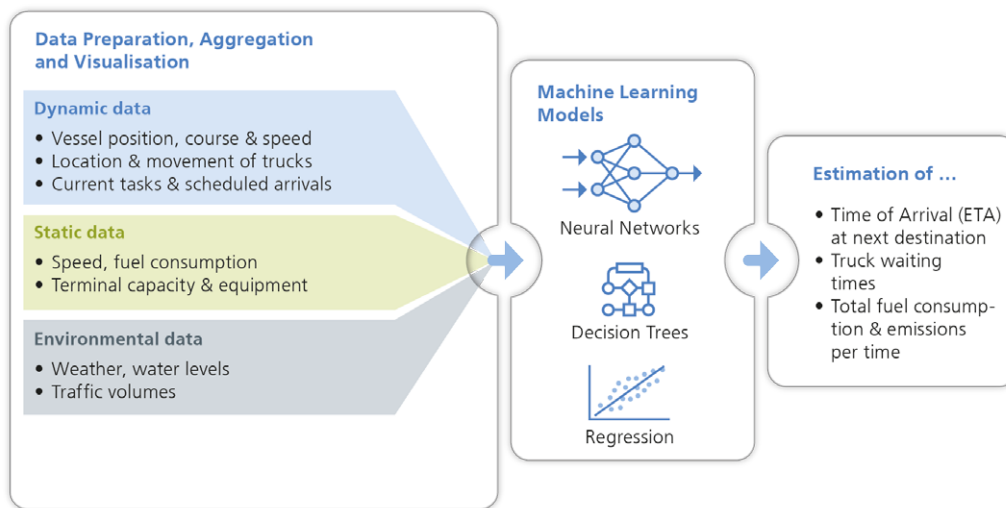 Data Preparation, Aggregation
and Visualisation
Dynamic data
• Vessel position, course & speed
• Location & movement of trucks
• Current tasks & scheduled arrivals
Static data
• Speed, fuel consumption
• Terminal capacity & equipment
Environmental data
• Weather, water levels
• Traffic volumes
Machine Learning
Models
Neural Networks
Decision Trees
Regression
Estimation of ...
• Time of Arrival (ETA)
at next destination
• Truck waiting
times
• Total fuel consump-
tion & emissions
per time